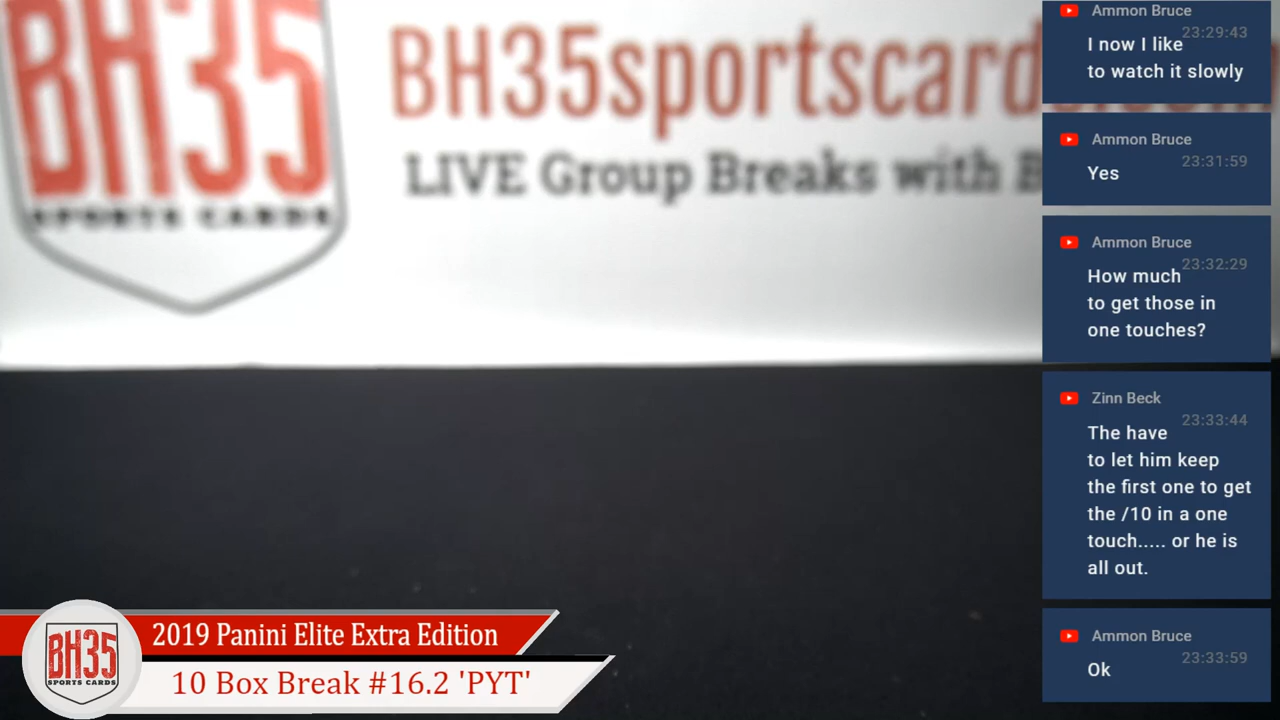 BH35
SPORTS CARDS
BH35sportscard
LIVE Group Breaks with B
Ammon Bruce
23:29:43
I now I like
to watch it slowly
Ammon Bruce
23:31:59
Yes
Ammon Bruce
23:32:29
How much
to get those in
one touches?
Zinn Beck
23:33:44
The have
to let him keep
the first one to get
the /10 in a one
touch..... or he is
all out.
Ammon Bruce
23:33:59
Ok
BH35
SPORTS CARDS
2019 Panini Elite Extra Edition
10 Box Break #16.2 'PYT'